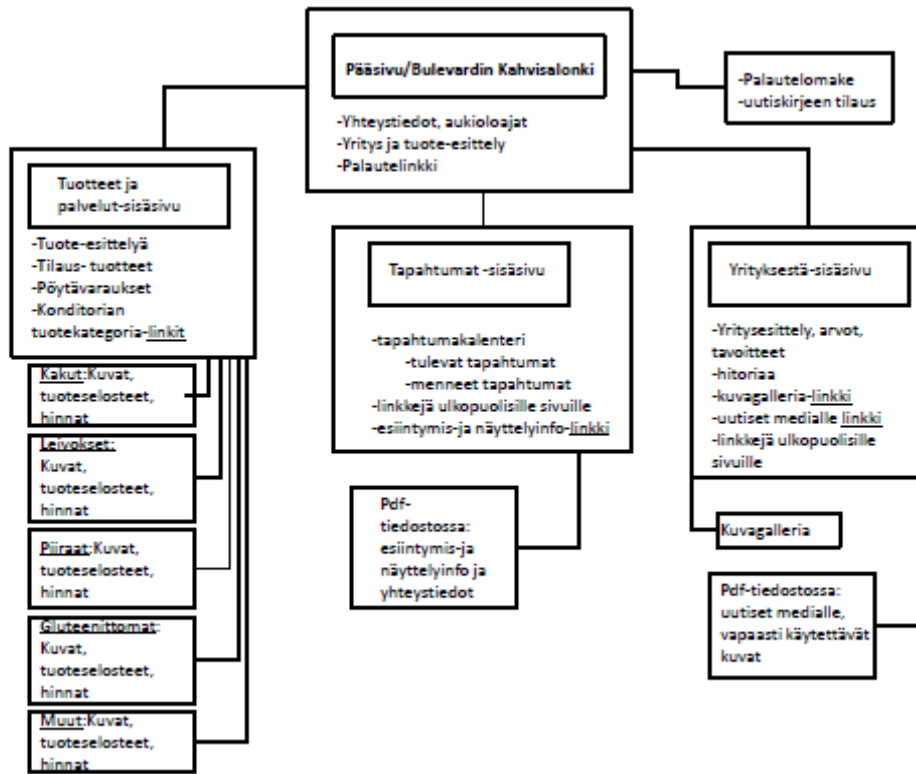 Pääsivu/Bulevardin Kahvisalonki
-Yhteystiedot, aukioloajat
-Yritys ja tuote-esittely
-Palautelinkki
-Palautelomake
-uutiskirjeen tilaus
Tuotteet ja
palvelut-sisäsivu
-Tuote-esittelyä
-Tilaus- tuotteet
-Pöytävaraukset
-Konditorian
tuotekategoria-linkit
Kakut:Kuvat,
tuoteselosteet,
hinnat
Leivokset:
Kuvat,
tuoteselosteet,
hinnat
Piiraat:Kuvat,
tuoteselosteet,
hinnat
Gluteenittomat:
Kuvat,
tuoteselosteet,
hinnat
Muut:Kuvat,
tuoteselosteet,
hinnat
Tapahtumat -sisäsivu
-tapahtumakalenteri
-tulevat tapahtumat
-menneet tapahtumat
-linkkejä ulkopuolisille sivuille
-esiintymis-ja näyttelyinfo-linkki
Pdf-
tiedostossa:
esiintymis-ja
näyttelyinfo ja
yhteystiedot
Yrityksestä-sisäsivu
-Yritysesittely, arvot,
tavoitteet
-hitoriaa
-kuvagalleria-linkki
-uutiset medialle linkki
-linkkejä ulkopuolisille
sivuille
Kuvagalleria
Pdf-tiedostossa:
uutiset medialle,
vapaasti käytettävät
kuvat